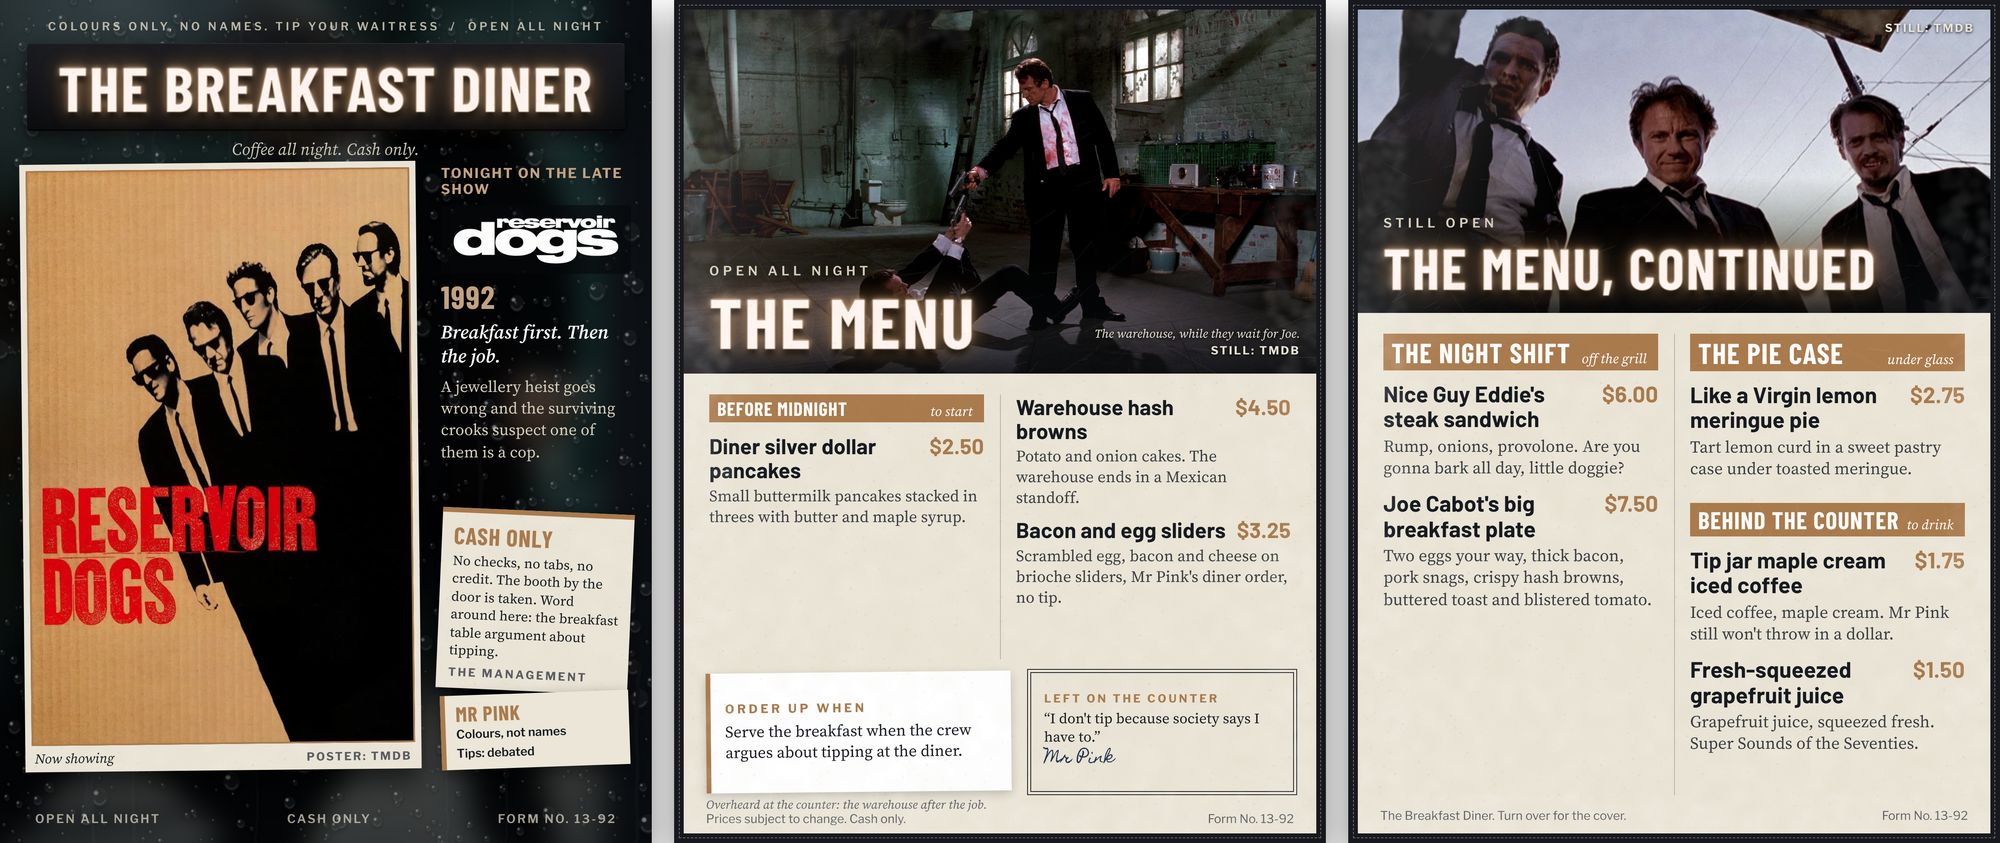 COLOURS ONLY, NO NAMES. TIP YOUR WAITRESS / OPEN ALL NIGHT
THE BREAKFAST DINER
Coffee all night. Cash only.
RESERVOIR
DOGS
Now showing
POSTER: TMDB
TONIGHT ON THE LATE
SHOW
reservoir
dogs
1992
Breakfast first. Then
the job.
A jewellery heist goes
wrong and the surviving
crooks suspect one of
them is a cop.
CASH ONLY
No checks, no tabs, no
credit. The booth by the
door is taken. Word
around here: the breakfast
table argument about
tipping.
THE MANAGEMENT
MR PINK
Colours, not names
Tips: debated
OPEN ALL NIGHT
CASH ONLY
FORM NO. 13-92
OPEN ALL NIGHT
THE MENU
The warehouse, while they wait for Joe.
STILL: TMDB
BEFORE MIDNIGHT to start
Diner silver dollar $2.50
pancakes
Small buttermilk pancakes stacked in
threes with butter and maple syrup.
Warehouse hash $4.50
browns
Potato and onion cakes. The
warehouse ends in a Mexican
standoff.
Bacon and egg sliders $3.25
Scrambled egg, bacon and cheese on
brioche sliders, Mr Pink's diner order,
no tip.
ORDER UP WHEN
Serve the breakfast when the crew
argues about tipping at the diner.
LEFT ON THE COUNTER
“I don't tip because society says I
have to.”
Mr Pink
Overheard at the counter: the warehouse after the job.
Prices subject to change. Cash only.
Form No. 13-92
STILL: TMDB
STILL OPEN
THE MENU, CONTINUED
THE NIGHT SHIFT off the grill
Nice Guy Eddie's $6.00
steak sandwich
Rump, onions, provolone. Are you
gonna bark all day, little doggie?
Joe Cabot's big $7.50
breakfast plate
Two eggs your way, thick bacon,
pork snags, crispy hash browns,
buttered toast and blistered tomato.
THE PIE CASE under glass
Like a Virgin lemon $2.75
meringue pie
Tart lemon curd in a sweet pastry
case under toasted meringue.
BEHIND THE COUNTER to drink
Tip jar maple cream $1.75
iced coffee
Iced coffee, maple cream. Mr Pink
still won't throw in a dollar.
Fresh-squeezed $1.50
grapefruit juice
Grapefruit juice, squeezed fresh.
Super Sounds of the Seventies.
The Breakfast Diner. Turn over for the cover.
Form No. 13-92